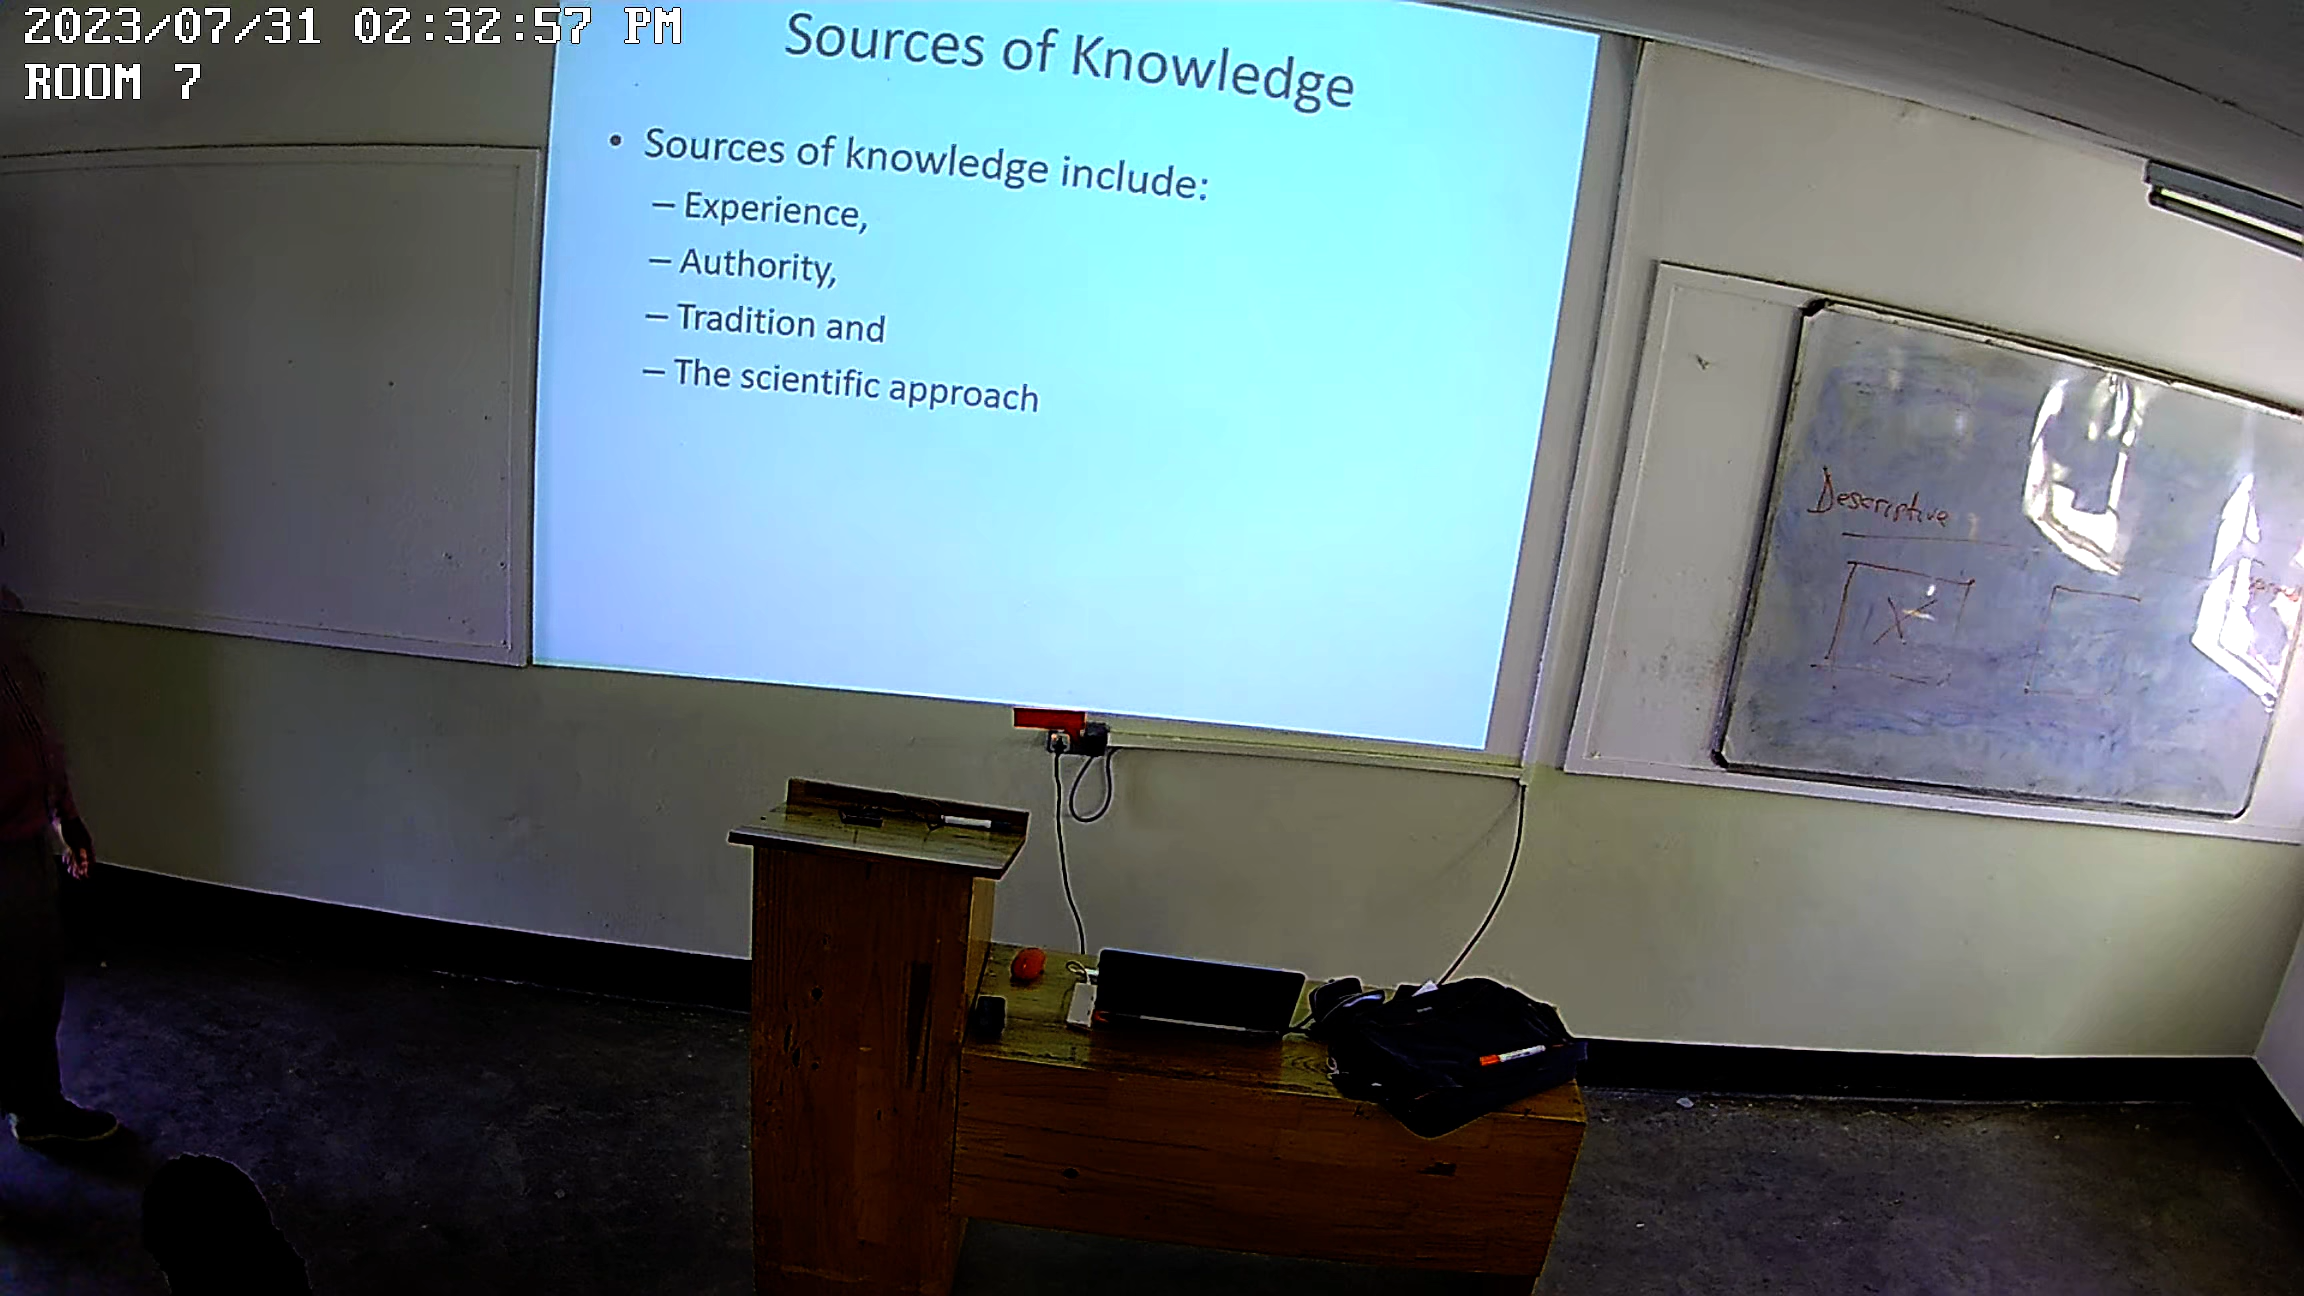 2023/07/31 02:32:57 PM
ROOM 7
Sources of Knowledge
• Sources of knowledge include:
– Experience,
– Authority,
– Tradition and
– The scientific approach
Descriptive
X